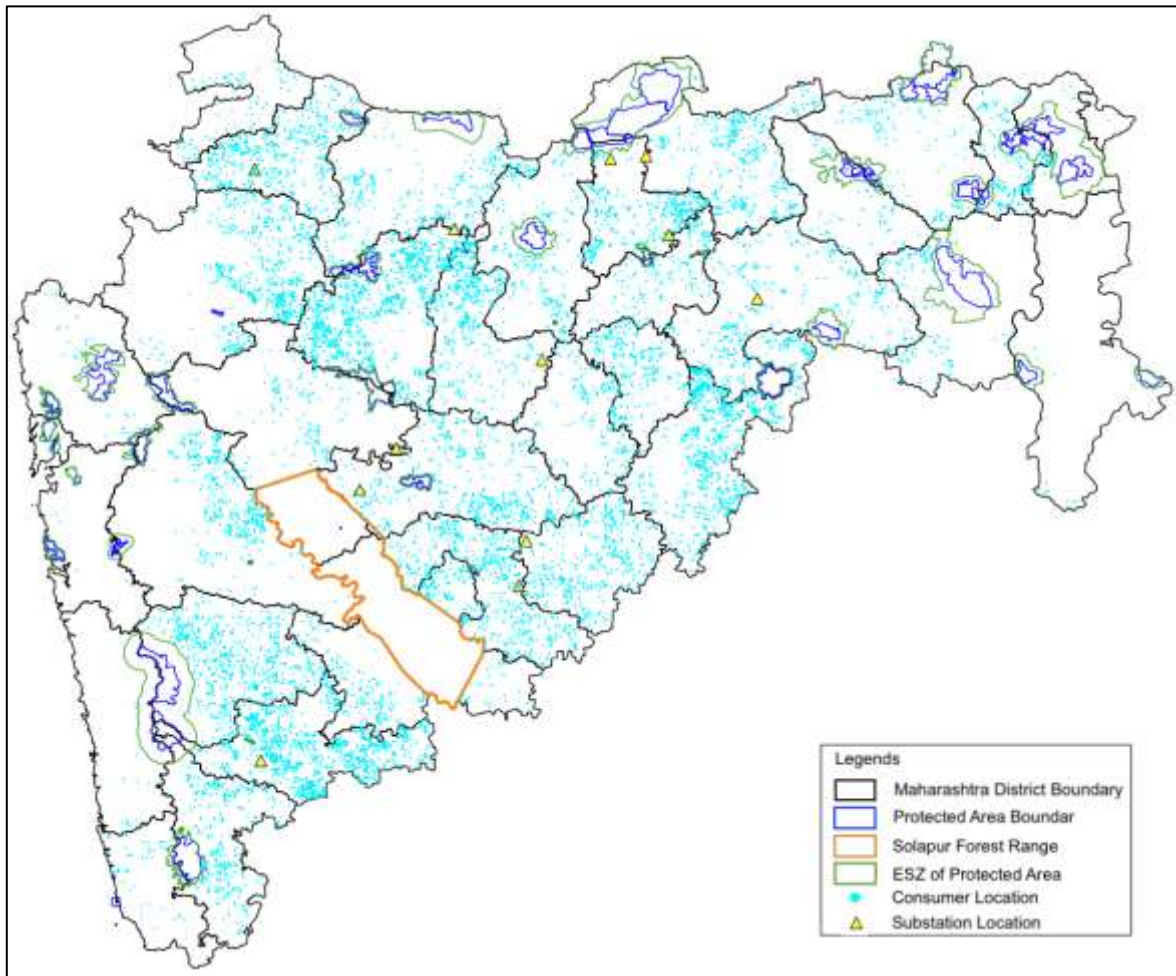 Legends
Maharashtra District Boundary
Protected Area Boundar
Solapur Forest Range
ESZ of Protected Area
Consumer Location
Substation Location